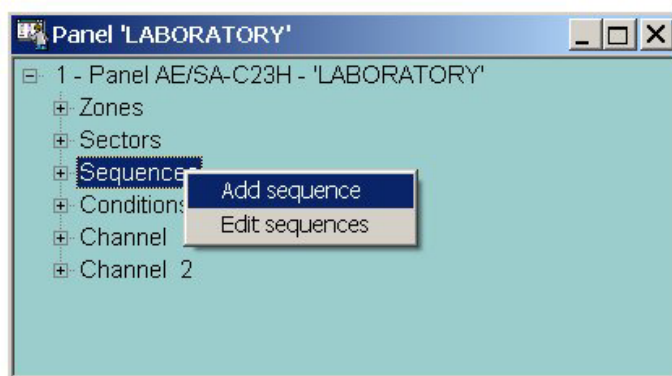 Panel 'LABORATORY'
1 - Panel AE/SA-C23H - 'LABORATORY'
Zones
Sectors
Sequences
Add sequence
Conditions
Edit sequences
Channel
Channel 2